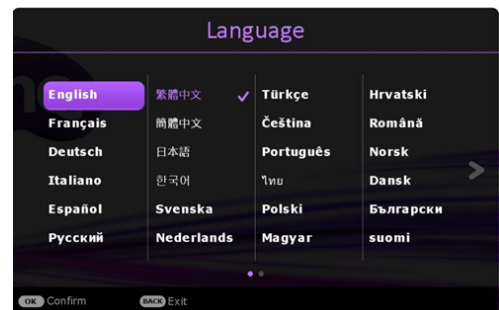 Language
English 繁體中文 Türkçe Hrvatski
Français 簡體中文 Čeština Română
Deutsch 日本語 Português Norsk
Italiano 한국어 ไทย Dansk
Español Svenska Polski Български
Русский Nederlands Magyar suomi
OK Confirm BACK Exit